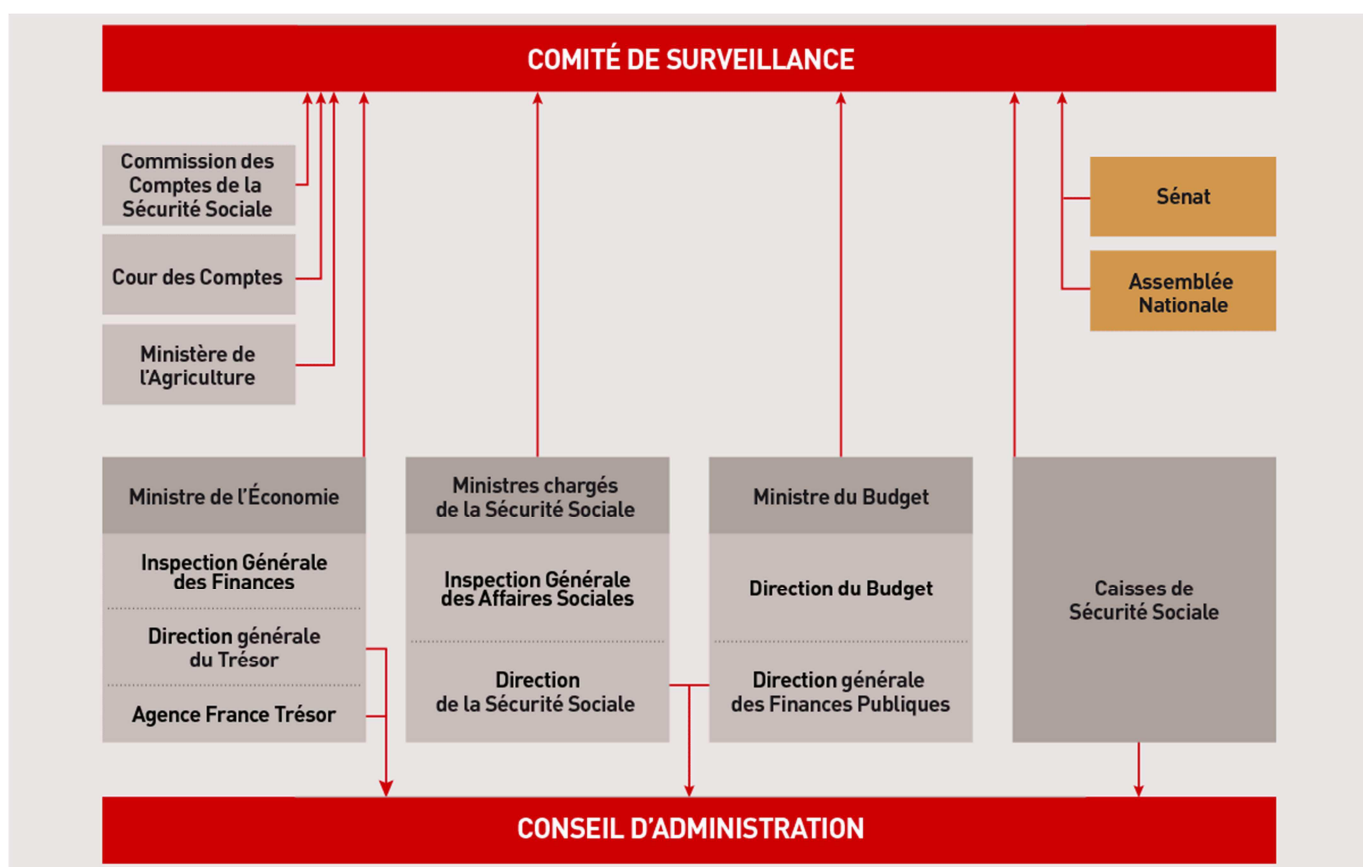 COMITÉ DE SURVEILLANCE
Commission des
Comptes de la
Sécurité Sociale
Cour des Comptes
Ministère de
l'Agriculture
Sénat
Assemblée
Nationale
Ministre de l'Économie
Inspection Générale
des Finances
Direction générale
du Trésor
Agence France Trésor
Ministres chargés
de la Sécurité Sociale
Inspection Générale
des Affaires Sociales
Direction
de la Sécurité Sociale
Ministre du Budget
Direction du Budget
Direction générale
des Finances Publiques
Caisses de
Sécurité Sociale
CONSEIL D'ADMINISTRATION